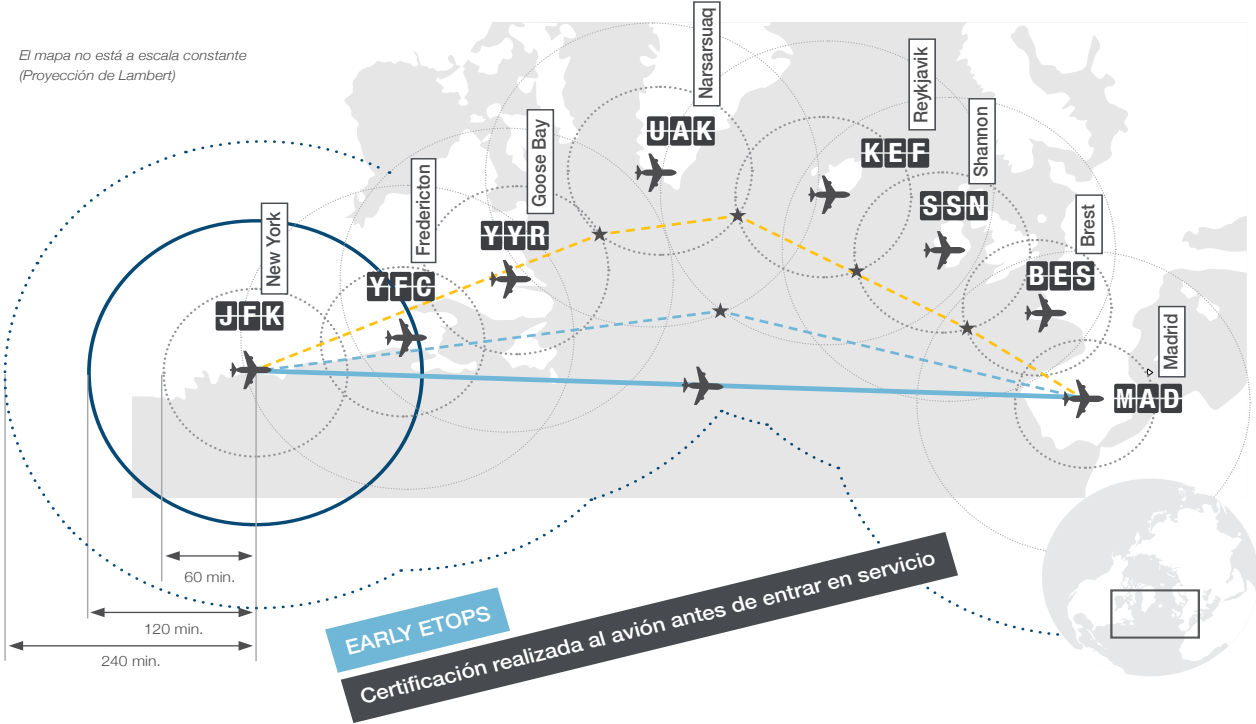 El mapa no está a escala constante
(Proyección de Lambert)
Narsarsuaq
UAK
Reykjavik
KEF
Shannon
SSN
Goose Bay
YYR
Fredericton
YFC
Brest
BES
New York
JFK
Madrid
MAD
60 min.
120 min.
240 min.
EARLY ETOPS
Certificación realizada al avión antes de entrar en servicio